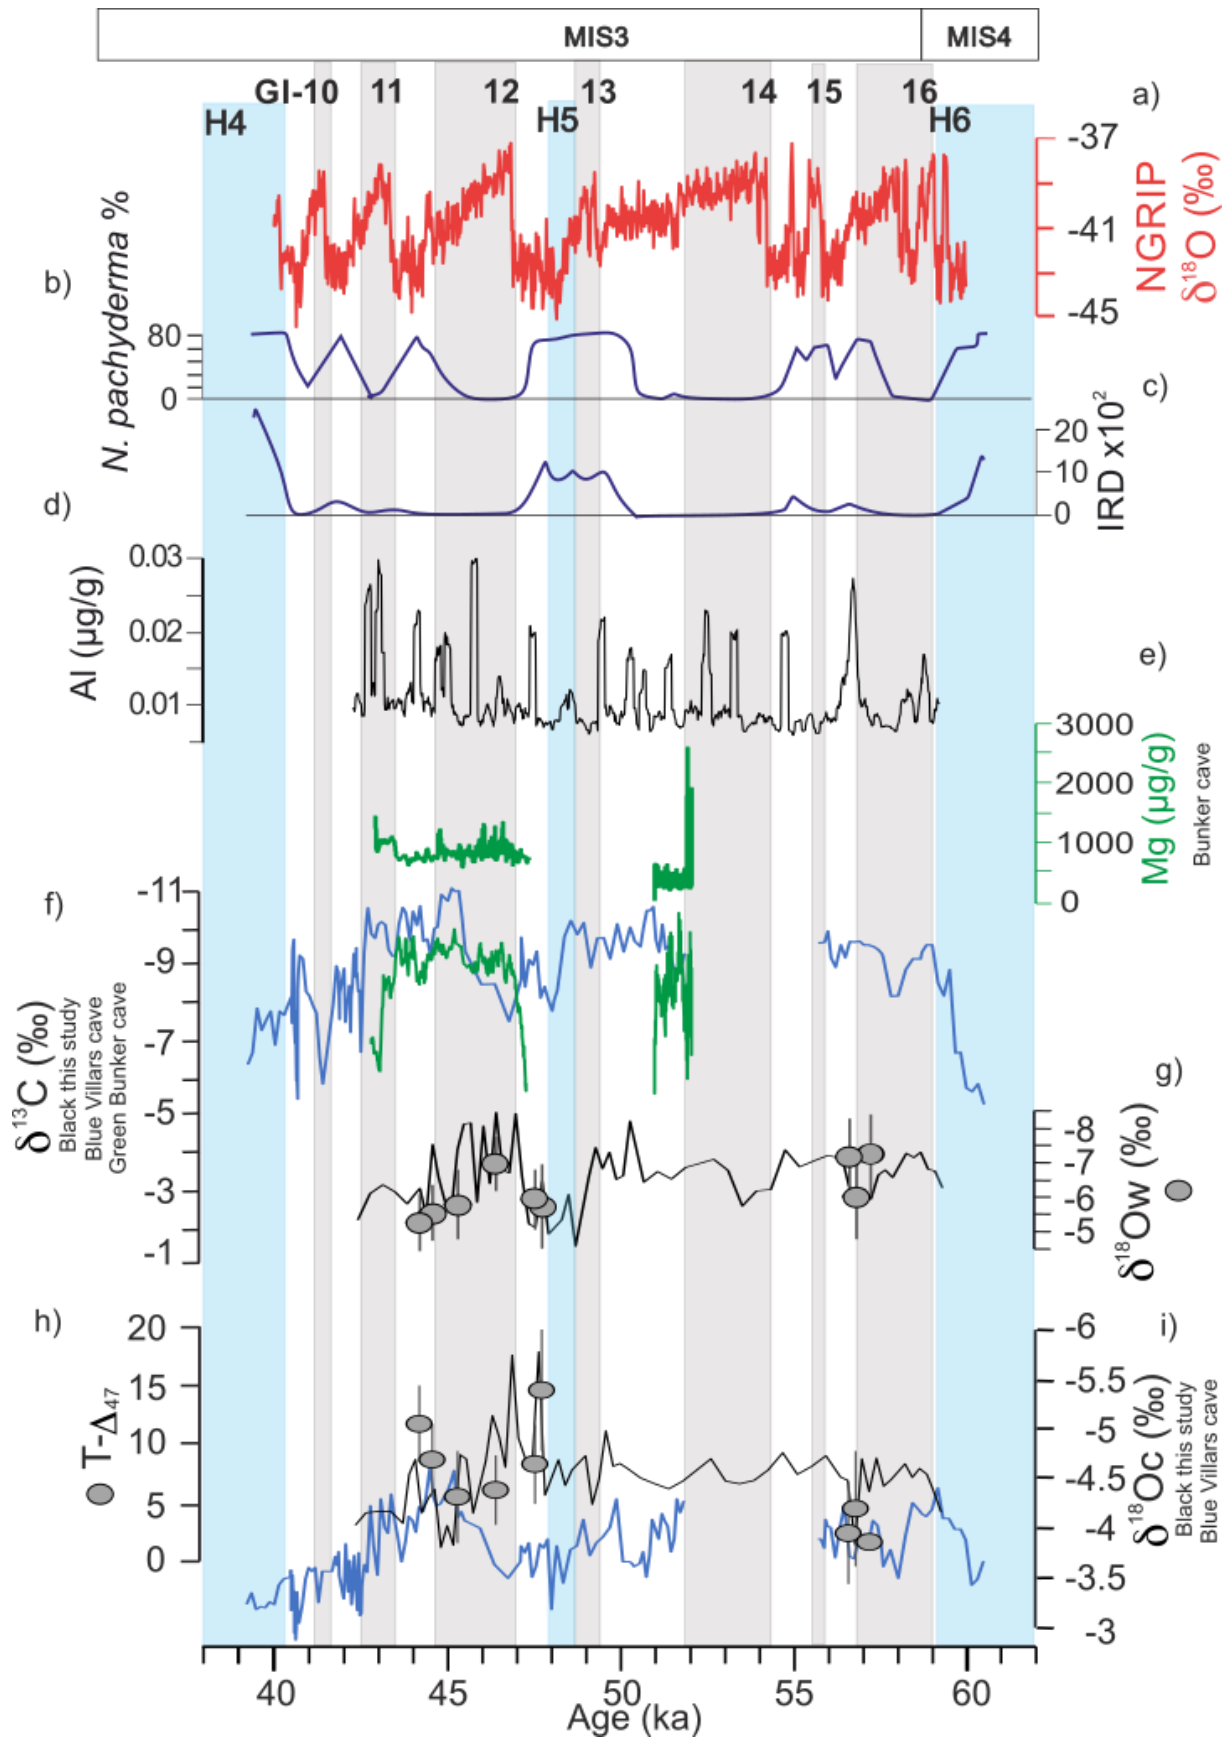 MIS3 MIS4
GI-10 11 12 13 14 15 16
H4 H5 H6
a)
-37
-41
-45
NGRIP
δ¹⁸O (‰)
b)
N. pachyderma %
80
0
c)
20
10
0
IRD x10²
d)
0.03
0.02
0.01
Al (µg/g)
e)
3000
2000
1000
0
Mg (µg/g)
Bunker cave
f)
-11
-9
-7
-5
-3
-1
δ¹³C (‰)
Black this study
Blue Villars cave
Green Bunker cave
g)
-8
-7
-6
-5
δ¹⁸Ow (‰)
h)
20
15
10
5
0
T-Δ₄₇
i)
-6
-5.5
-5
-4.5
-4
-3.5
-3
δ¹⁸Oc (‰)
Black this study
Blue Villars cave
40 45 50 55 60
Age (ka)